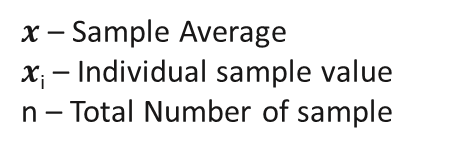 x – Sample Average
xᵢ – Individual sample value
n – Total Number of sample